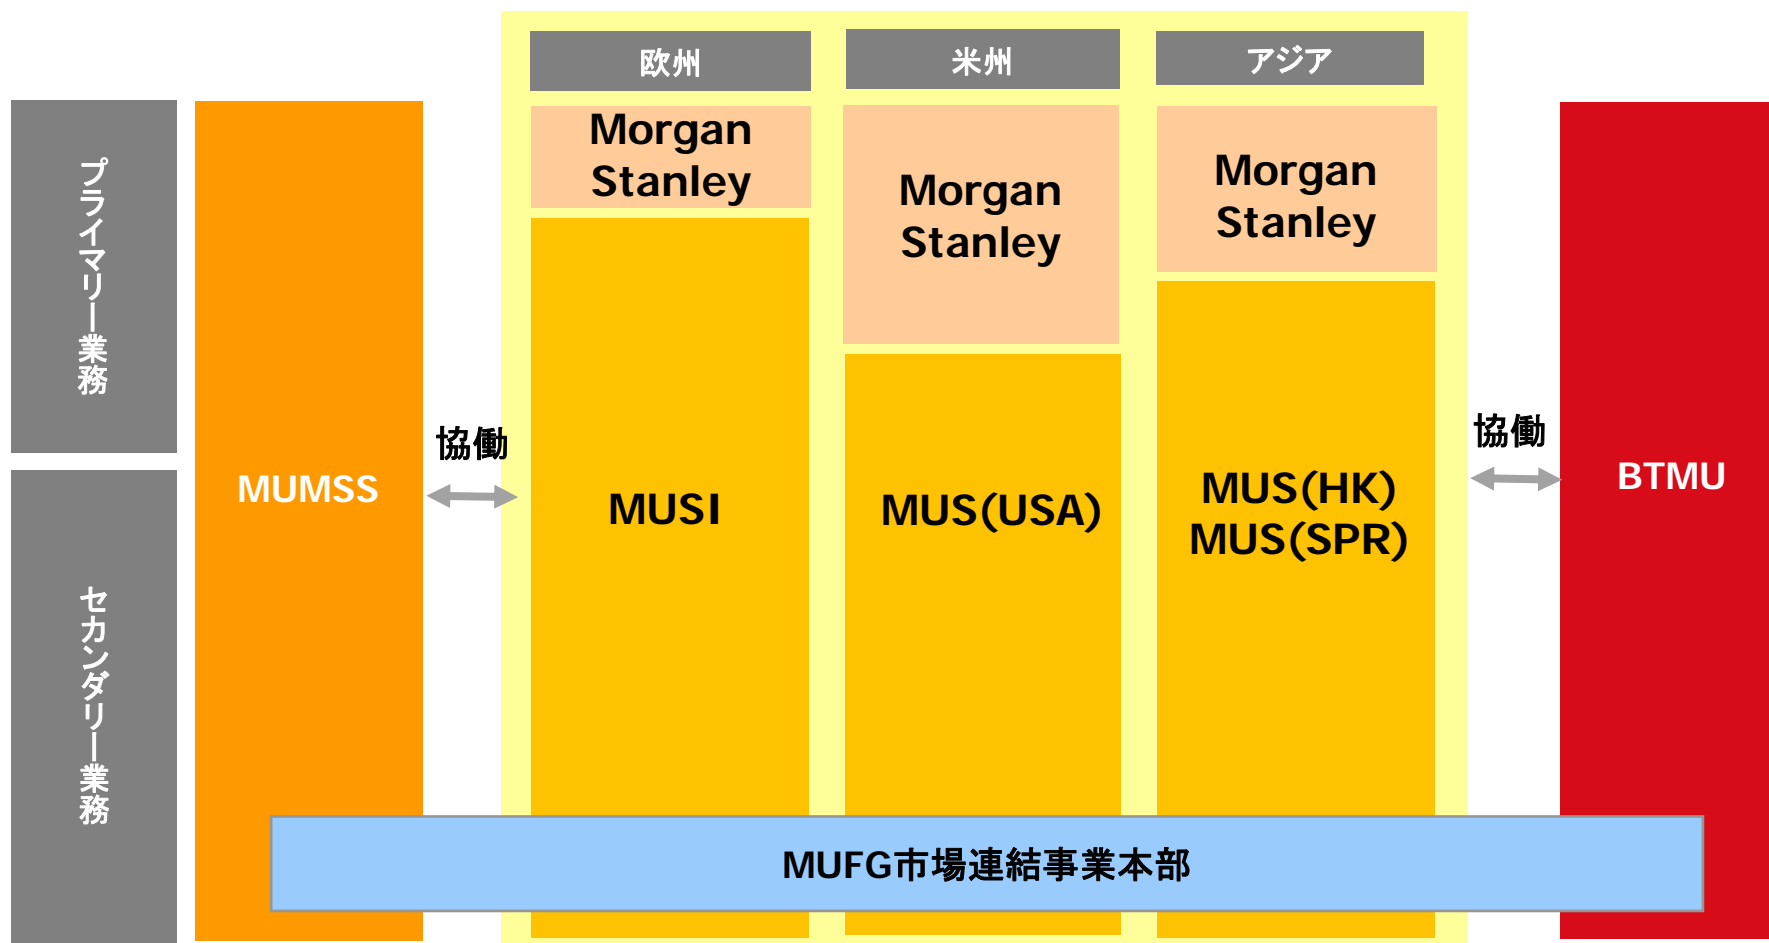 欧州
米州
アジア
プライマリー業務
セカンダリー業務
MUMSS
協働
Morgan
Stanley
MUSI
Morgan
Stanley
MUS(USA)
Morgan
Stanley
MUS(HK)
MUS(SPR)
協働
BTMU
MUFG市場連結事業本部